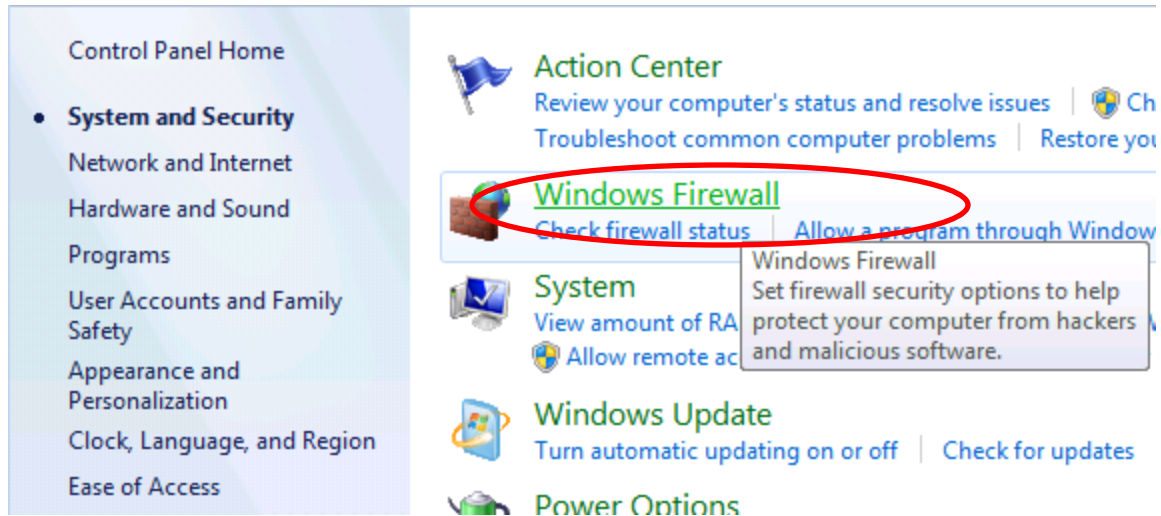 Control Panel Home
System and Security
Network and Internet
Hardware and Sound
Programs
User Accounts and Family
Safety
Appearance and
Personalization
Clock, Language, and Region
Ease of Access
Action Center
Review your computer's status and resolve issues Ch
Troubleshoot common computer problems Restore you
Windows Firewall
Check firewall status Allow a program through Window
Windows Firewall
Set firewall security options to help
protect your computer from hackers
and malicious software.
System
View amount of RA
Allow remote ac
Windows Update
Turn automatic updating on or off Check for updates
Power Options